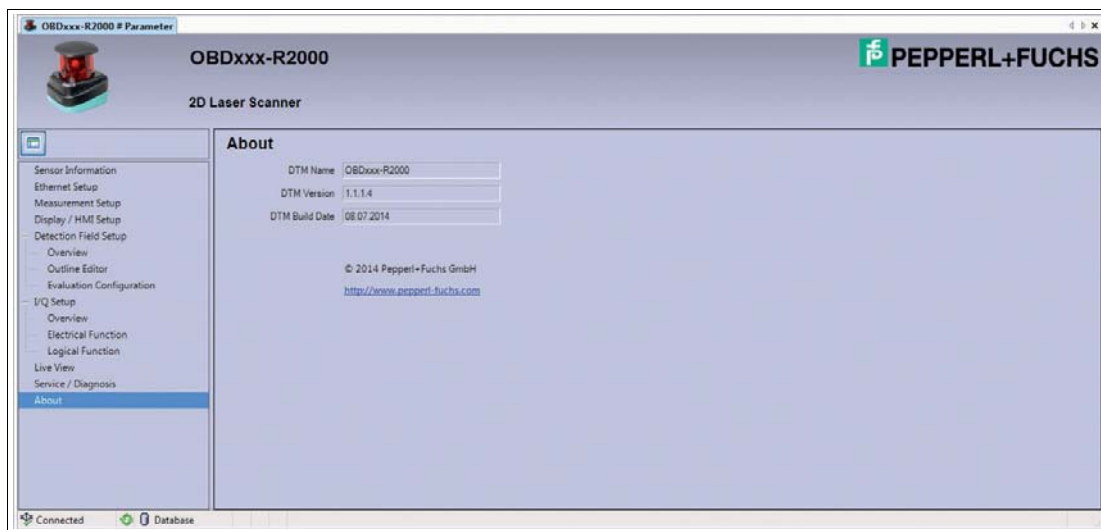 OBDxxx-R2000 # Parameter
OBDxxx-R2000
2D Laser Scanner
PEPPERL+FUCHS
Sensor Information
Ethernet Setup
Measurement Setup
Display / HMI Setup
Detection Field Setup
Overview
Outline Editor
Evaluation Configuration
I/Q Setup
Overview
Electrical Function
Logical Function
Live View
Service / Diagnosis
About
About
DTM Name OBDxxx-R2000
DTM Version 1.1.1.4
DTM Build Date 08.07.2014
© 2014 Pepperl+Fuchs GmbH
http://www.pepperl-fuchs.com
Connected Database